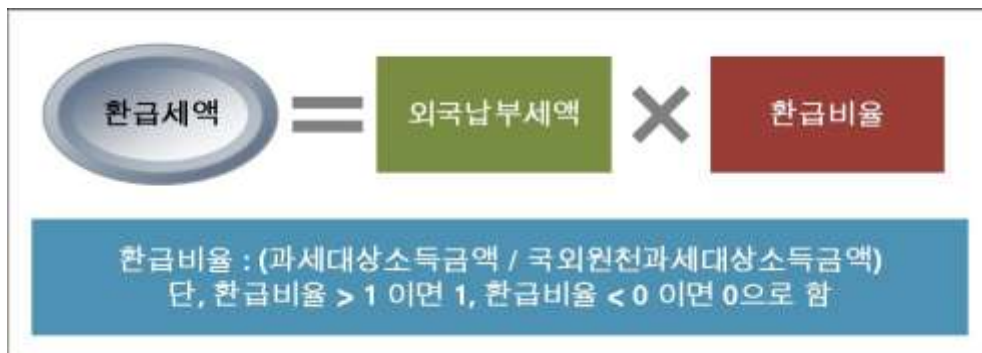 환급세액 = 외국납부세액 × 환급비율
환급비율 : (과세대상소득금액 / 국외원천과세대상소득금액)
단, 환급비율 > 1 이면 1, 환급비율 < 0 이면 0으로 함